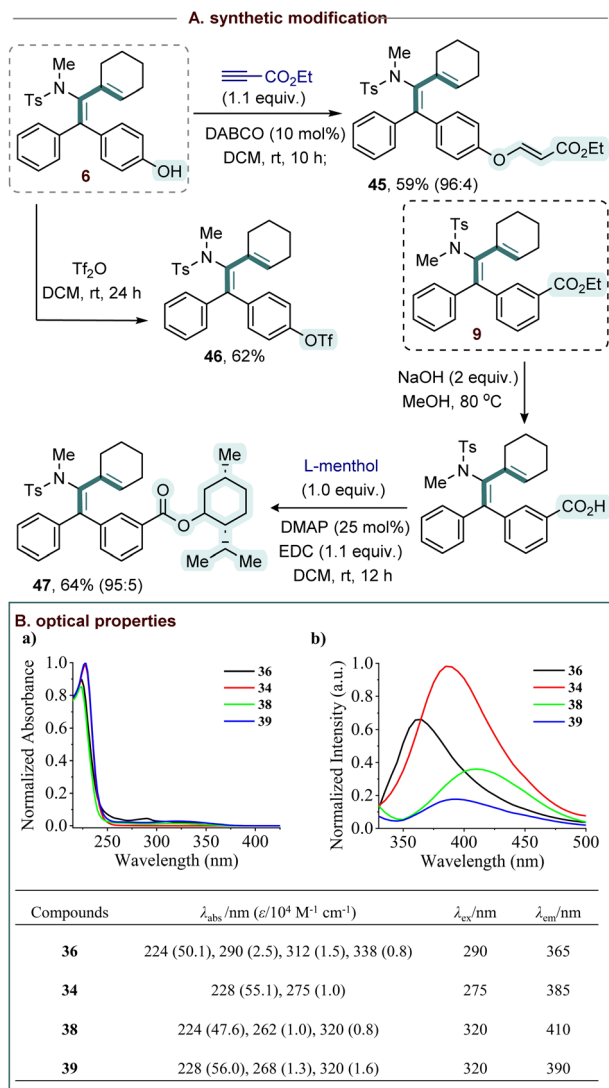 A. synthetic modification
Me
N
Ts
OH
6
CO2Et
(1.1 equiv.)
DABCO (10 mol%)
DCM, rt, 10 h;
Me
N
Ts
O
CO2Et
45, 59% (96:4)
Tf2O
DCM, rt, 24 h
Me
N
Ts
OTf
46, 62%
Ts
N
Me
CO2Et
9
NaOH (2 equiv.)
MeOH, 80 °C
Ts
N
Me
CO2H
L-menthol
(1.0 equiv.)
DMAP (25 mol%)
EDC (1.1 equiv.)
DCM, rt, 12 h
Me
N
Ts
O
O
Me
Me
Me
47, 64% (95:5)
B. optical properties
a)
Normalized Absorbance
1.0
0.8
0.6
0.4
0.2
0.0
250 300 350 400
Wavelength (nm)
36
34
38
39
b)
Normalized Intensity (a.u.)
1.0
0.8
0.6
0.4
0.2
0.0
350 400 450 500
Wavelength (nm)
36
34
38
39
Compounds λabs/nm (ε/10⁴ M⁻¹ cm⁻¹) λex/nm λem/nm
36 224 (50.1), 290 (2.5), 312 (1.5), 338 (0.8) 290 365
34 228 (55.1), 275 (1.0) 275 385
38 224 (47.6), 262 (1.0), 320 (0.8) 320 410
39 228 (56.0), 268 (1.3), 320 (1.6) 320 390